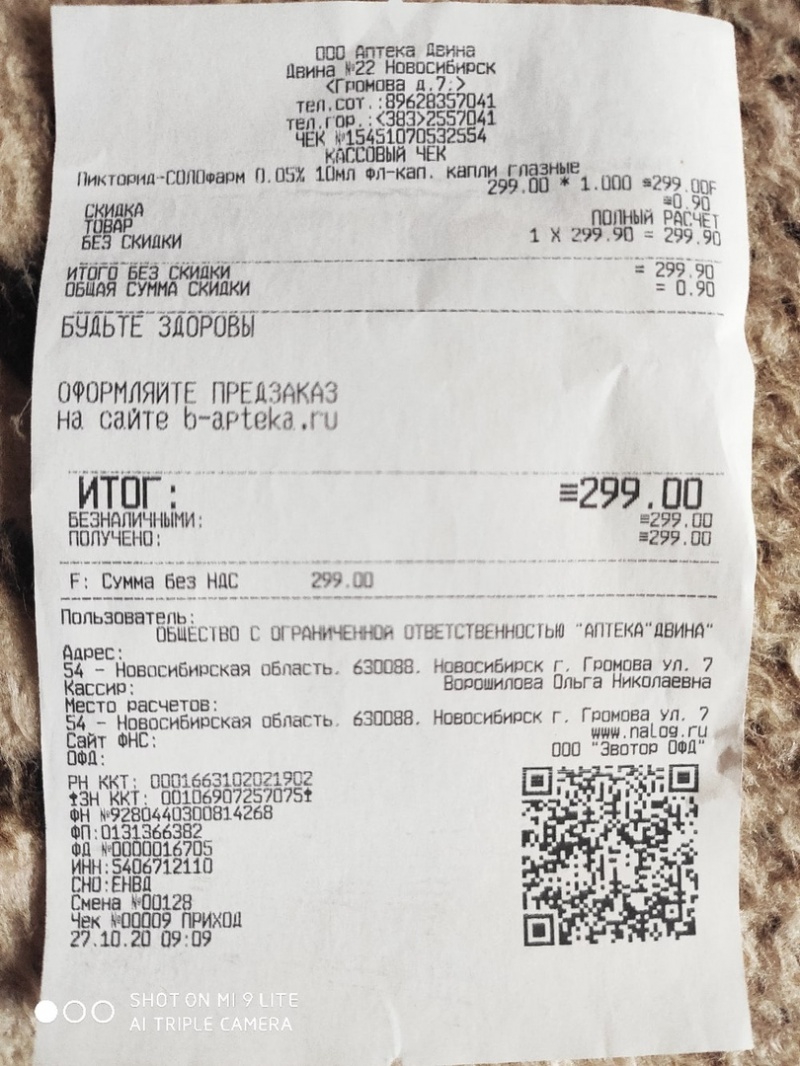 ООО Аптека Двина
Двина №22 Новосибирск
<Громова д.7;>
тел.сот.:89628357041
тел.гор.:<383>2557041
ЧЕК №15451070532554
КАССОВЫЙ ЧЕК
Пикторид-СОЛОфарм 0.05% 10мл фл-кап. капли глазные
299.00 * 1.000 ≡299.00F
СКИДКА ≡0.90
ТОВАР ПОЛНЫЙ РАСЧЕТ
БЕЗ СКИДКИ 1 X 299.90 = 299.90
ИТОГО БЕЗ СКИДКИ = 299.90
ОБЩАЯ СУММА СКИДКИ = 0.90
БУДЬТЕ ЗДОРОВЫ
ОФОРМЛЯЙТЕ ПРЕДЗАКАЗ
на сайте b-apteka.ru
ИТОГ: ≡299.00
БЕЗНАЛИЧНЫМИ: ≡299.00
ПОЛУЧЕНО: ≡299.00
F: Сумма без НДС 299.00
Пользователь:
ОБЩЕСТВО С ОГРАНИЧЕННОЙ ОТВЕТСТВЕННОСТЬЮ "АПТЕКА"ДВИНА"
Адрес:
54 - Новосибирская область. 630088. Новосибирск г. Громова ул. 7
Кассир: Ворошилова Ольга Николаевна
Место расчетов:
54 - Новосибирская область. 630088. Новосибирск г. Громова ул. 7
Сайт ФНС: www.nalog.ru
ОФД: ООО "Эвотор ОФД"
РН ККТ: 0001663102021902
ЗН ККТ: 00106907257075
ФН №9280440300814268
ФП:0131366382
ФД №0000016705
ИНН:5406712110
СНО:ЕНВД
Смена №00128
Чек №00009 ПРИХОД
27.10.20 09:09
SHOT ON MI 9 LITE
AI TRIPLE CAMERA